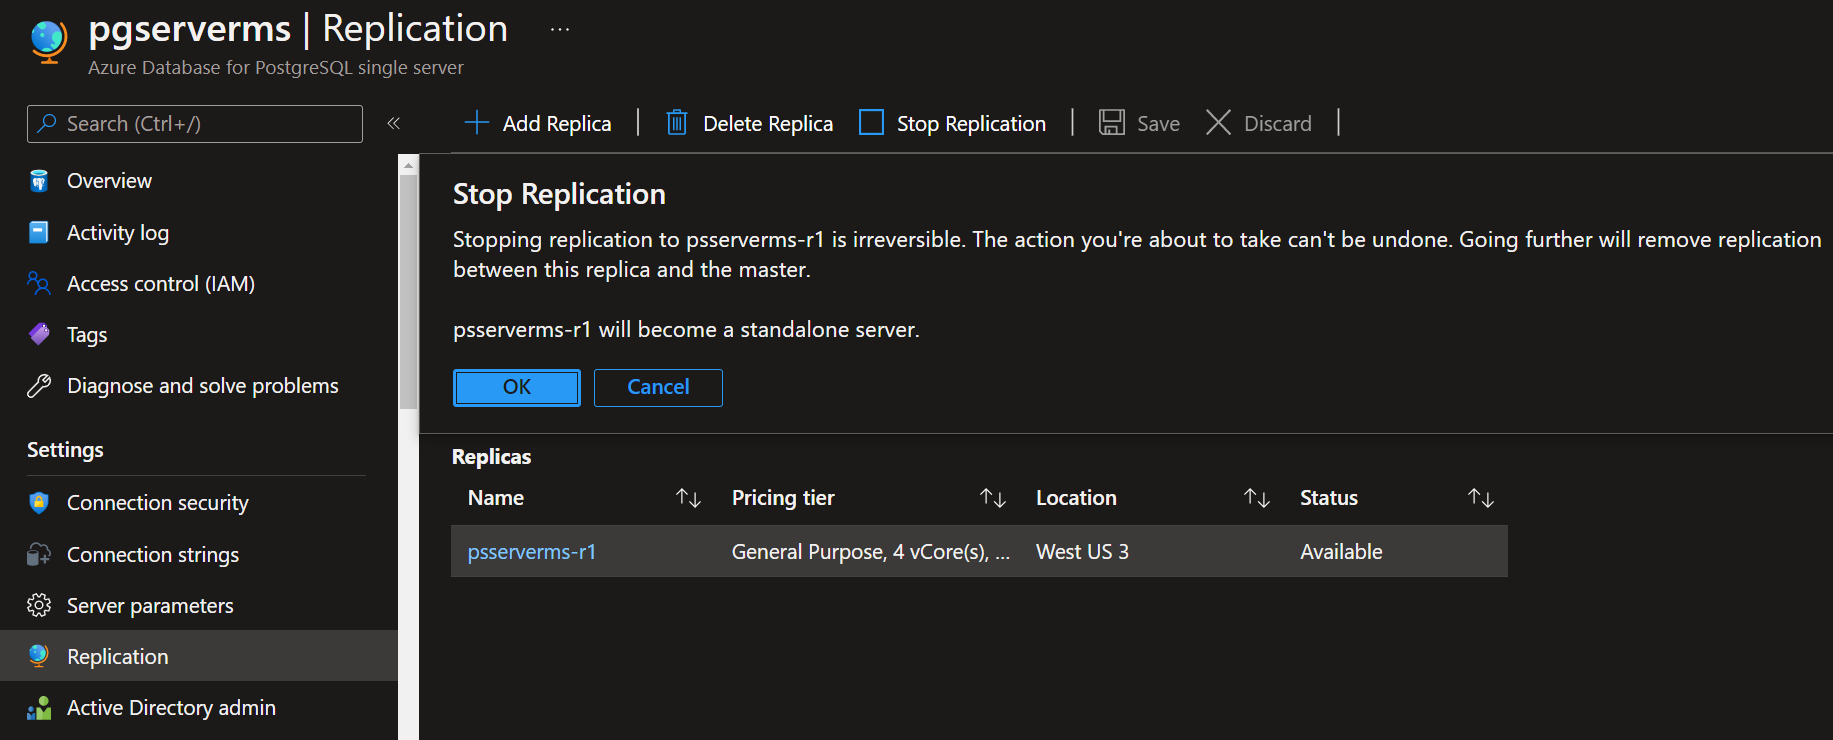 pgserverms | Replication ...
Azure Database for PostgreSQL single server
Search (Ctrl+/)
«
Add Replica
Delete Replica
Stop Replication
Save
Discard
Overview
Activity log
Access control (IAM)
Tags
Diagnose and solve problems
Settings
Connection security
Connection strings
Server parameters
Replication
Active Directory admin
Stop Replication
Stopping replication to psserverms-r1 is irreversible. The action you're about to take can't be undone. Going further will remove replication
between this replica and the master.
psserverms-r1 will become a standalone server.
OK
Cancel
Replicas
Name
Pricing tier
Location
Status
psserverms-r1
General Purpose, 4 vCore(s), ...
West US 3
Available